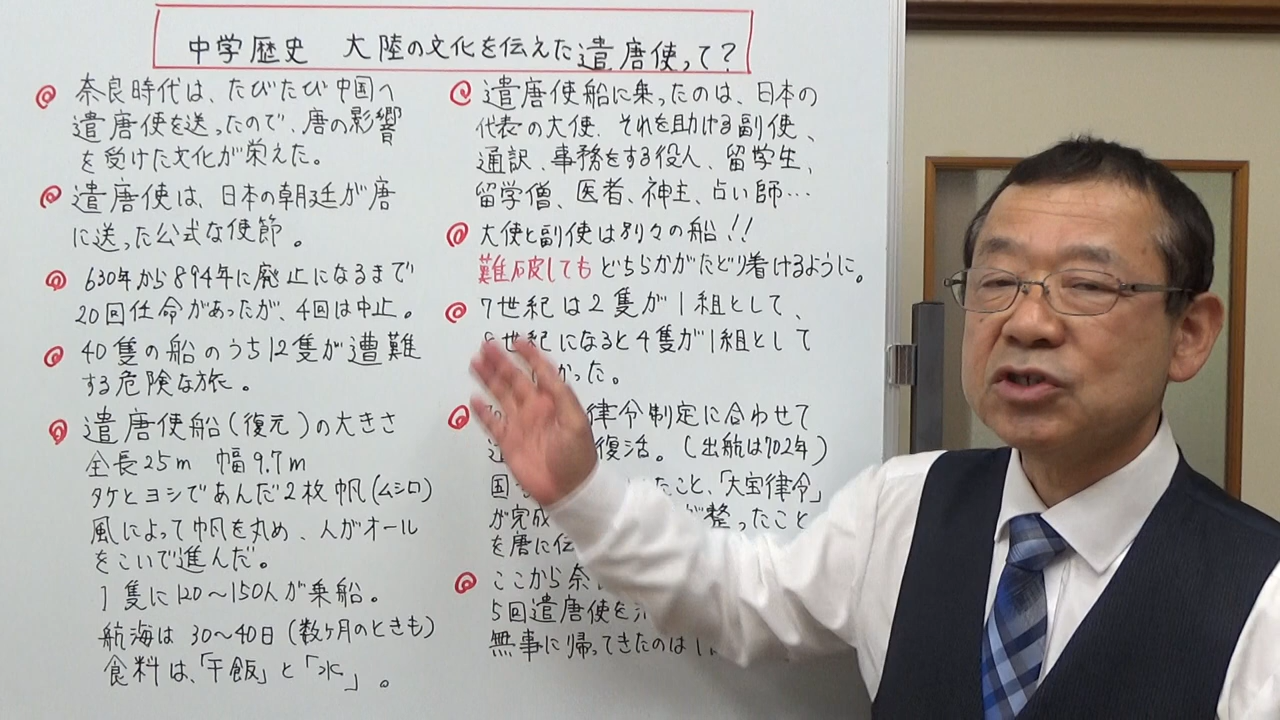 中学歴史 大陸の文化を伝えた遣唐使って？
奈良時代は、たびたび中国へ
遣唐使を送ったので、唐の影響
を受けた文化が栄えた。
遣唐使は、日本の朝廷が唐
に送った公式な使節。
630年から894年に廃止になるまで
20回任命があったが、4回は中止。
40隻の船のうち12隻が遭難
する危険な旅。
遣唐使船(復元)の大きさ
全長25m 幅9.7m
タケとヨシであんだ2枚帆(ムシロ)
風によって帆を丸め、人がオール
をこいで進んだ。
1隻に120～150人が乗船。
航海は30～40日(数ヶ月のときも)
食料は、「干飯」と「水」。
遣唐使船に乗ったのは、日本の
代表の大使、それを助ける副使、
通訳、事務をする役人、留学生、
留学僧、医者、神主、占い師…
大使と副使は別々の船!!
難破してもどちらかがたどり着けるように。
7世紀は2隻が1組として、
世紀になると4隻が1組として
かった。
律令制定に合わせて
復活。(出航は702年)
国 たこと、「大宝律令」
が完成 が整ったこと
を唐に伝
ここから奈
5回遣唐使を
無事に帰ってきたのは